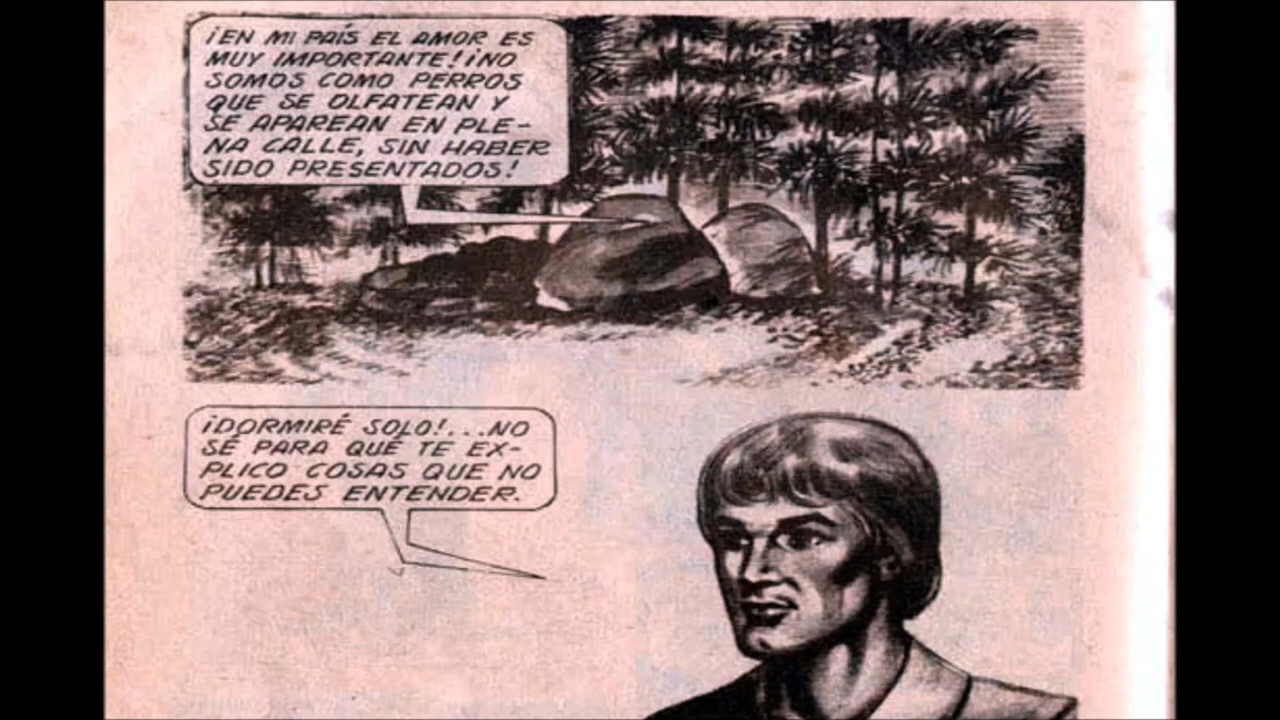 ¡EN MI PAÍS EL AMOR ES
MUY IMPORTANTE! ¡NO
SOMOS COMO PERROS
QUE SE OLFATEAN Y
SE APAREAN EN PLE-
NA CALLE, SIN HABER
SIDO PRESENTADOS!
¡DORMIRÉ SOLO!...NO
SÉ PARA QUÉ TE EX-
PLICO COSAS QUE NO
PUEDES ENTENDER.